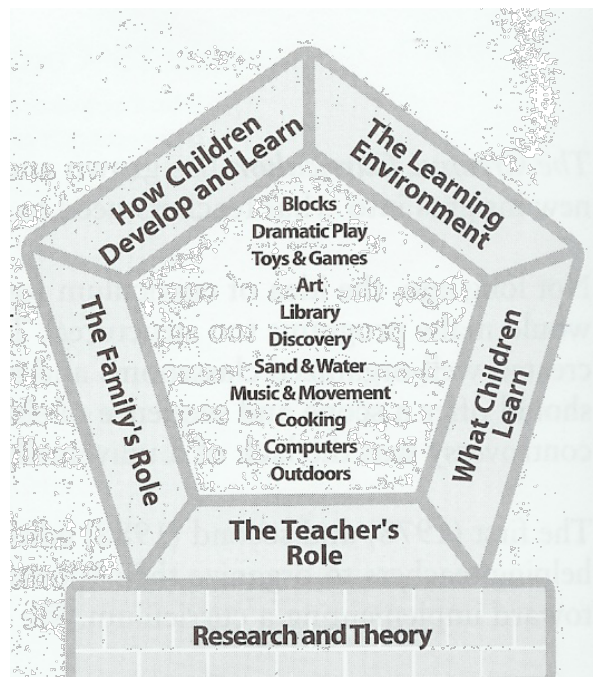 How Children
Develop and Learn
The Learning
Environment
Blocks
Dramatic Play
Toys & Games
Art
Library
Discovery
Sand & Water
Music & Movement
Cooking
Computers
Outdoors
The Family's Role
What Children
Learn
The Teacher's
Role
Research and Theory